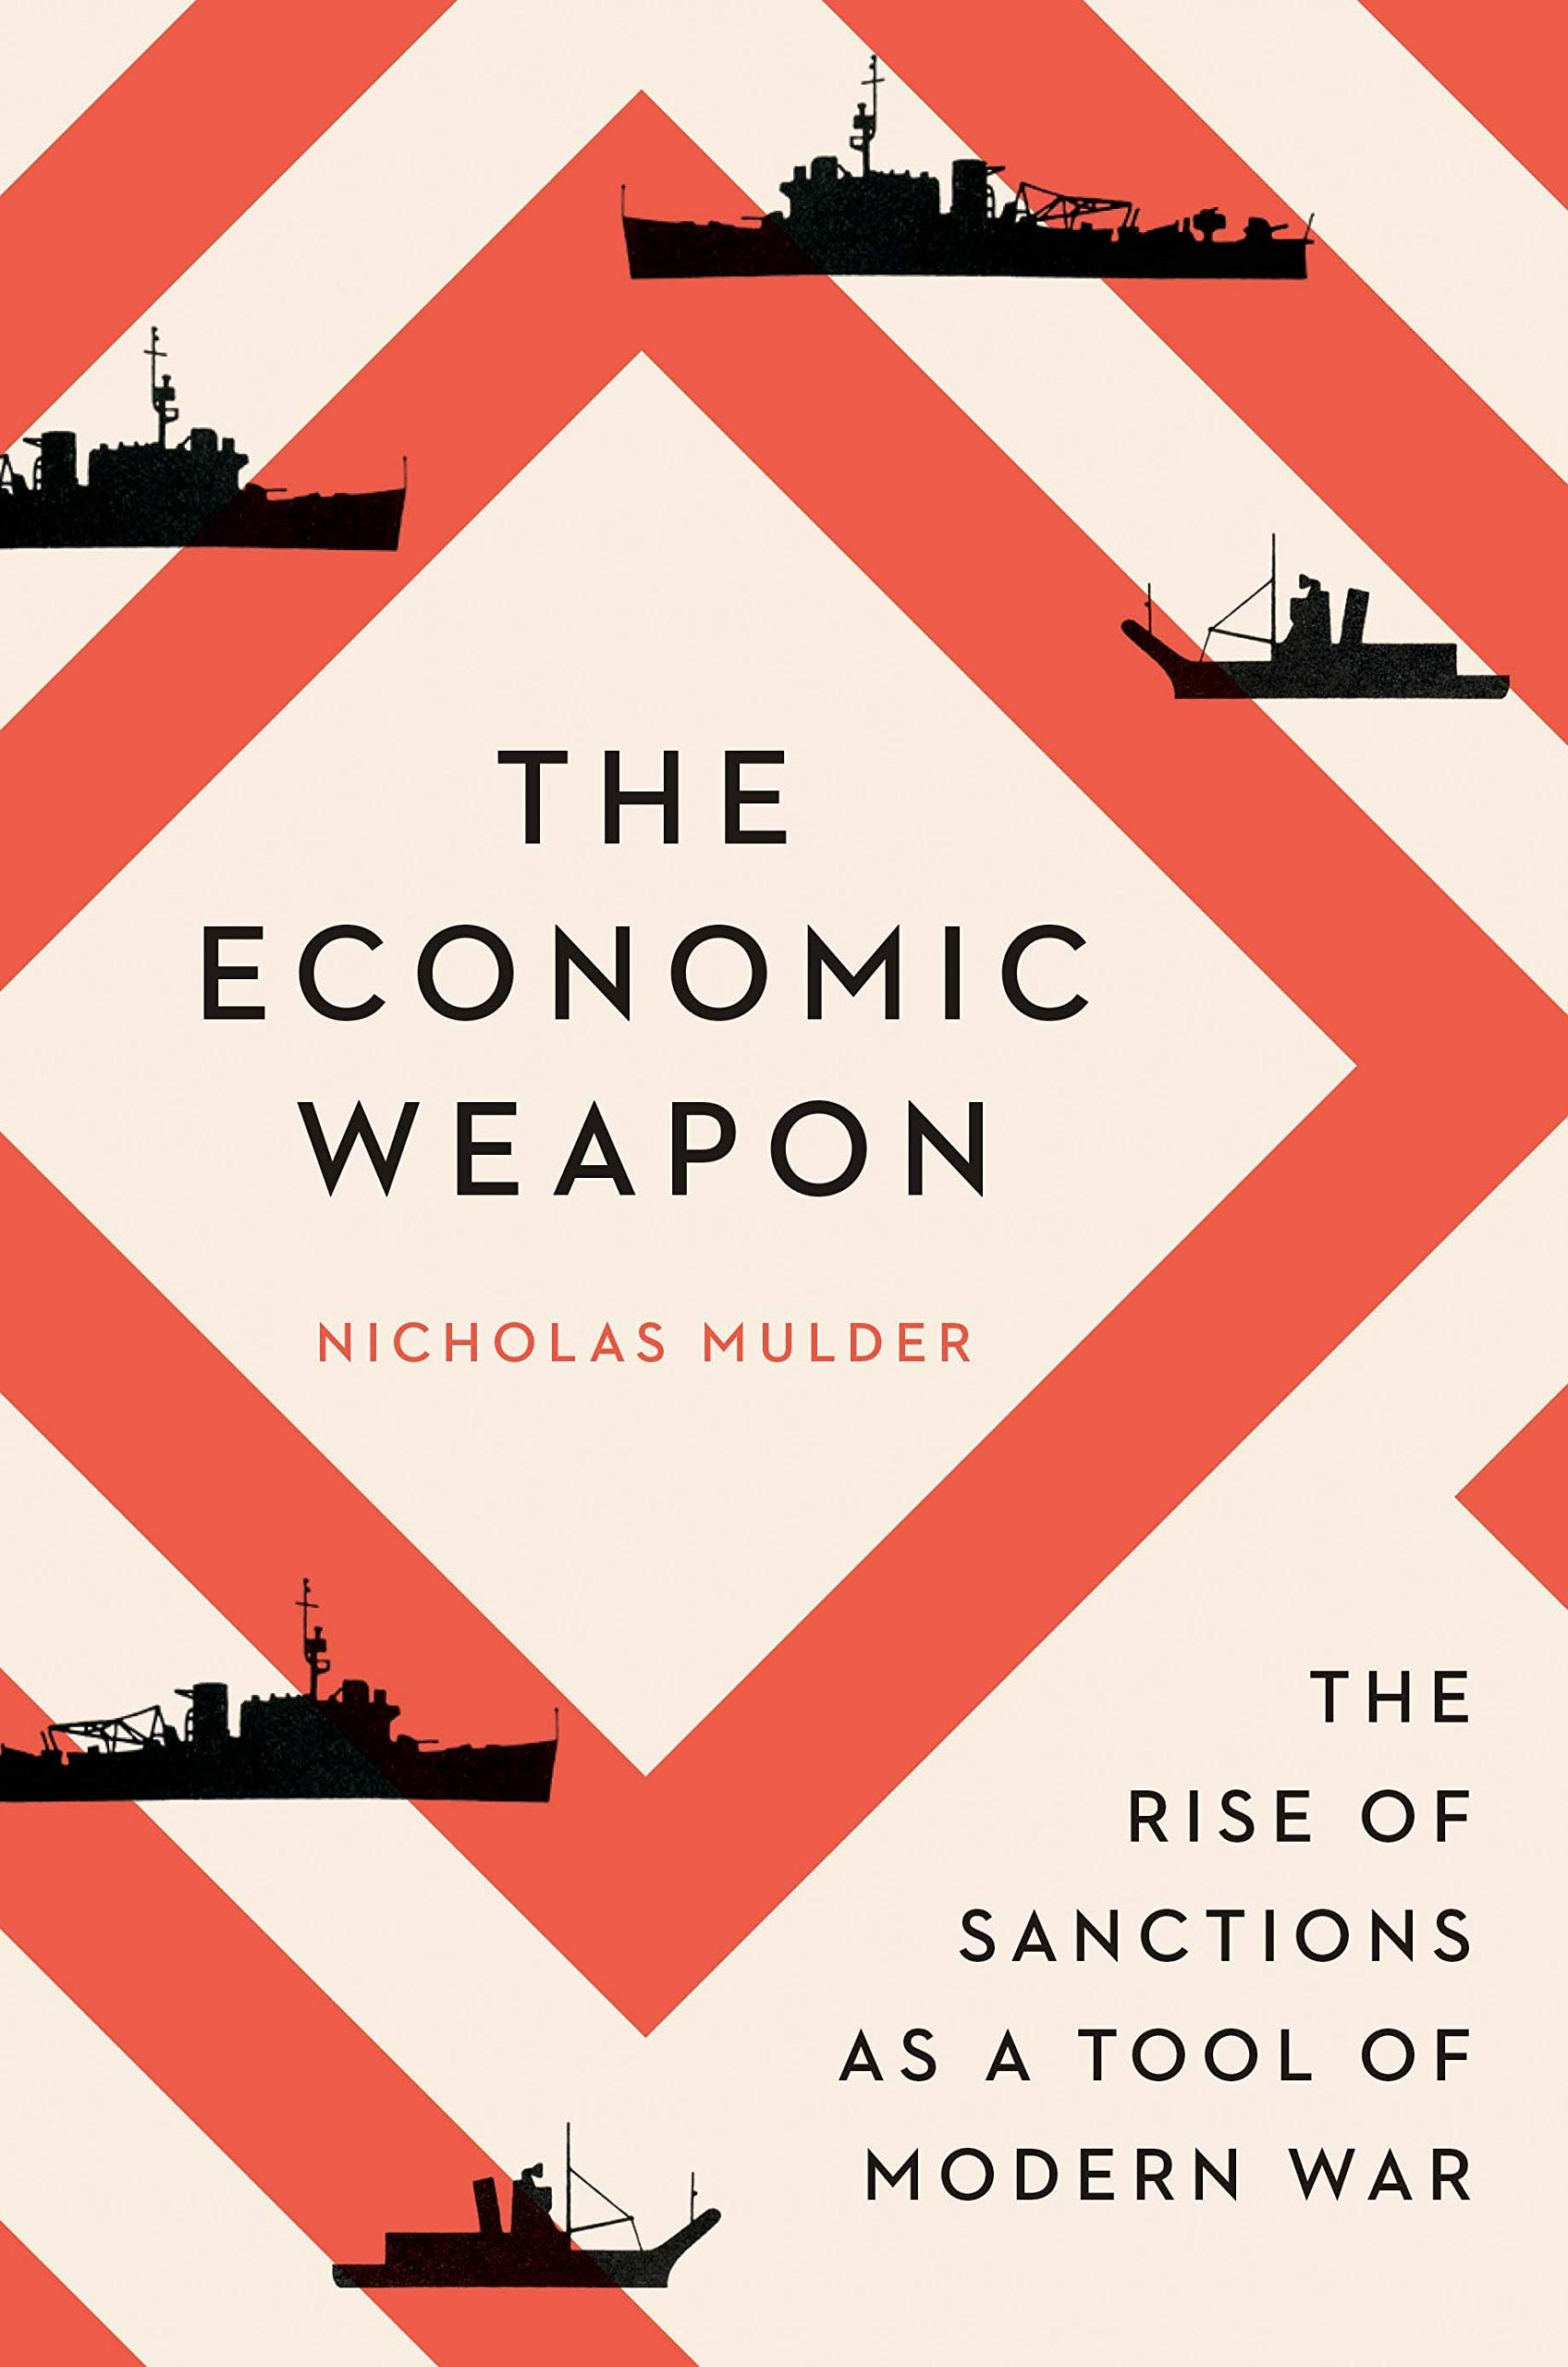 THE
ECONOMIC
WEAPON
NICHOLAS MULDER
THE
RISE OF
SANCTIONS
AS A TOOL OF
MODERN WAR